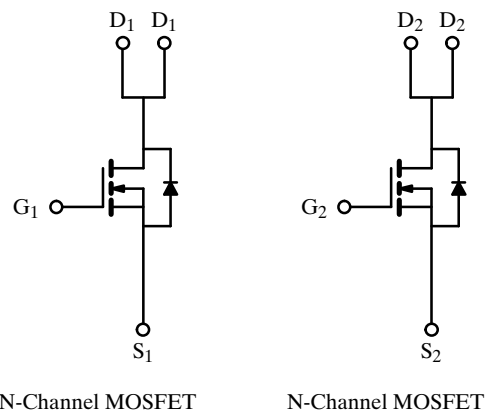 D1 D1 D2 D2
G1 G2
S1 S2
N-Channel MOSFET N-Channel MOSFET